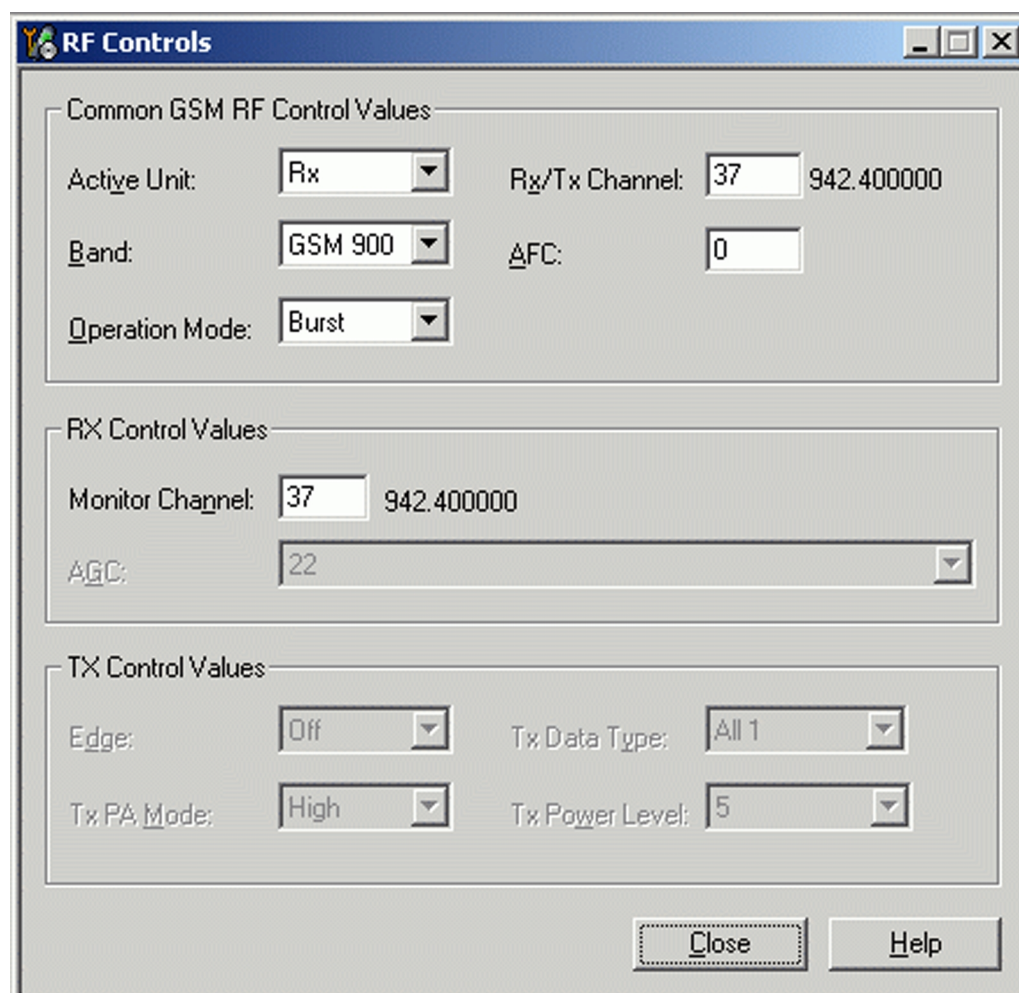 RF Controls
Common GSM RF Control Values
Active Unit: Rx Rx/Tx Channel: 37 942.400000
Band: GSM 900 AFC: 0
Operation Mode: Burst
RX Control Values
Monitor Channel: 37 942.400000
AGC: 22
TX Control Values
Edge: Off Tx Data Type: All 1
Tx PA Mode: High Tx Power Level: 5
Close Help